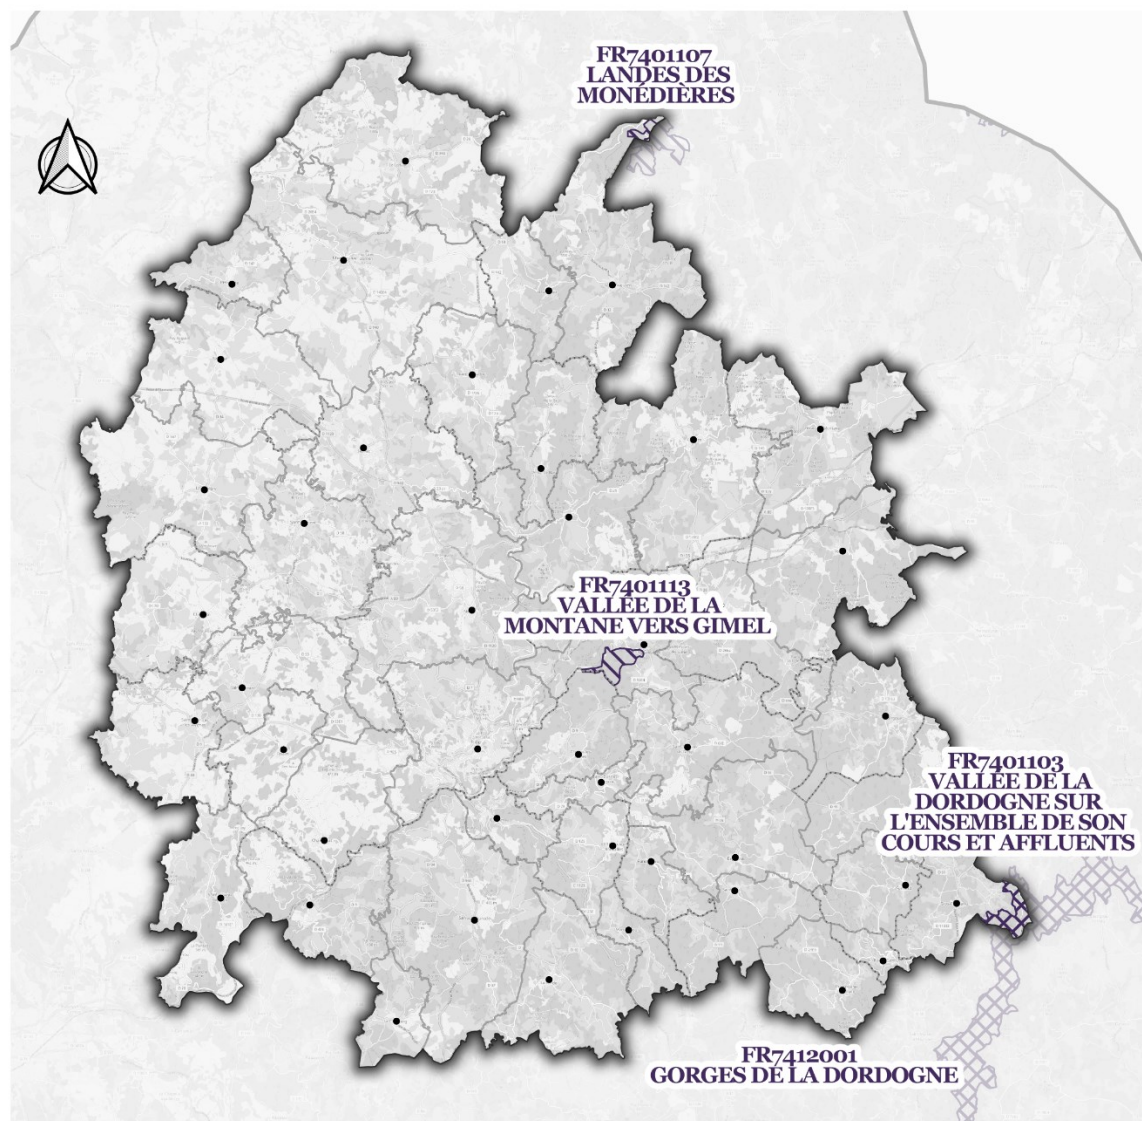 FR7401107
LANDES DES
MONÉDIÈRES
FR7401113
VALLÉE DE LA
MONTANE VERS GIMEL
FR7401103
VALLÉE DE LA
DORDOGNE SUR
L'ENSEMBLE DE SON
COURS ET AFFLUENTS
FR7412001
GORGES DE LA DORDOGNE